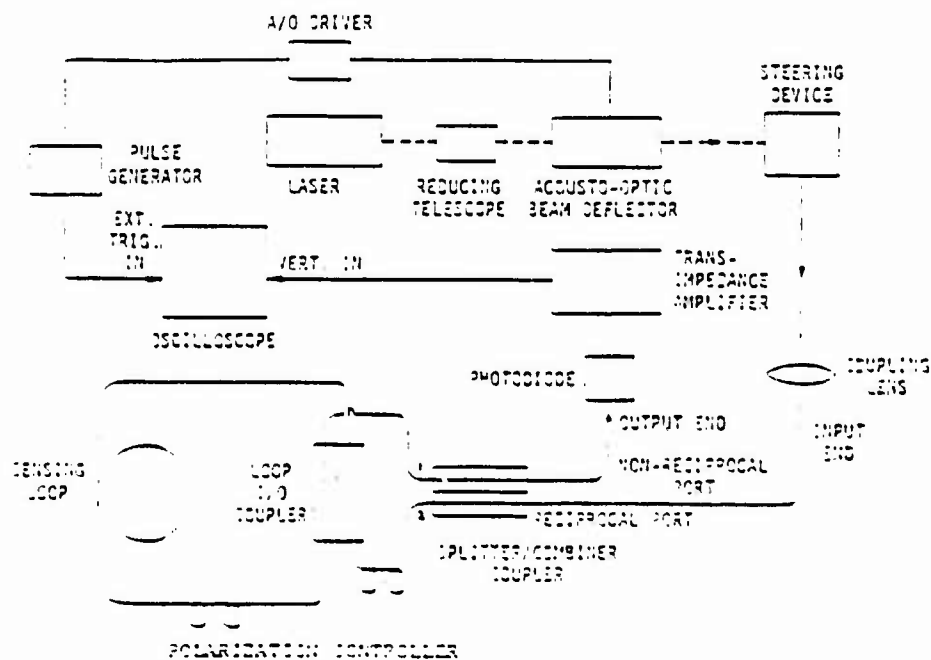 A/O DRIVER
STEERING
DEVICE
PULSE
GENERATOR
LASER
REDUCING
TELESCOPE
ACOUSTO-OPTIC
BEAM DEFLECTOR
EXT.
TRIG.
IN
VERT. IN
TRANS-
IMPEDANCE
AMPLIFIER
OSCILLOSCOPE
PHOTODIODE
COUPLING
LENS
OUTPUT END
INPUT
END
SENSING
LOOP
LOOP
I/O
COUPLER
NON-RECIPROCAL
PORT
RECIPROCAL PORT
SPLITTER/COMBINER
COUPLER
POLARIZATION CONTROLLER